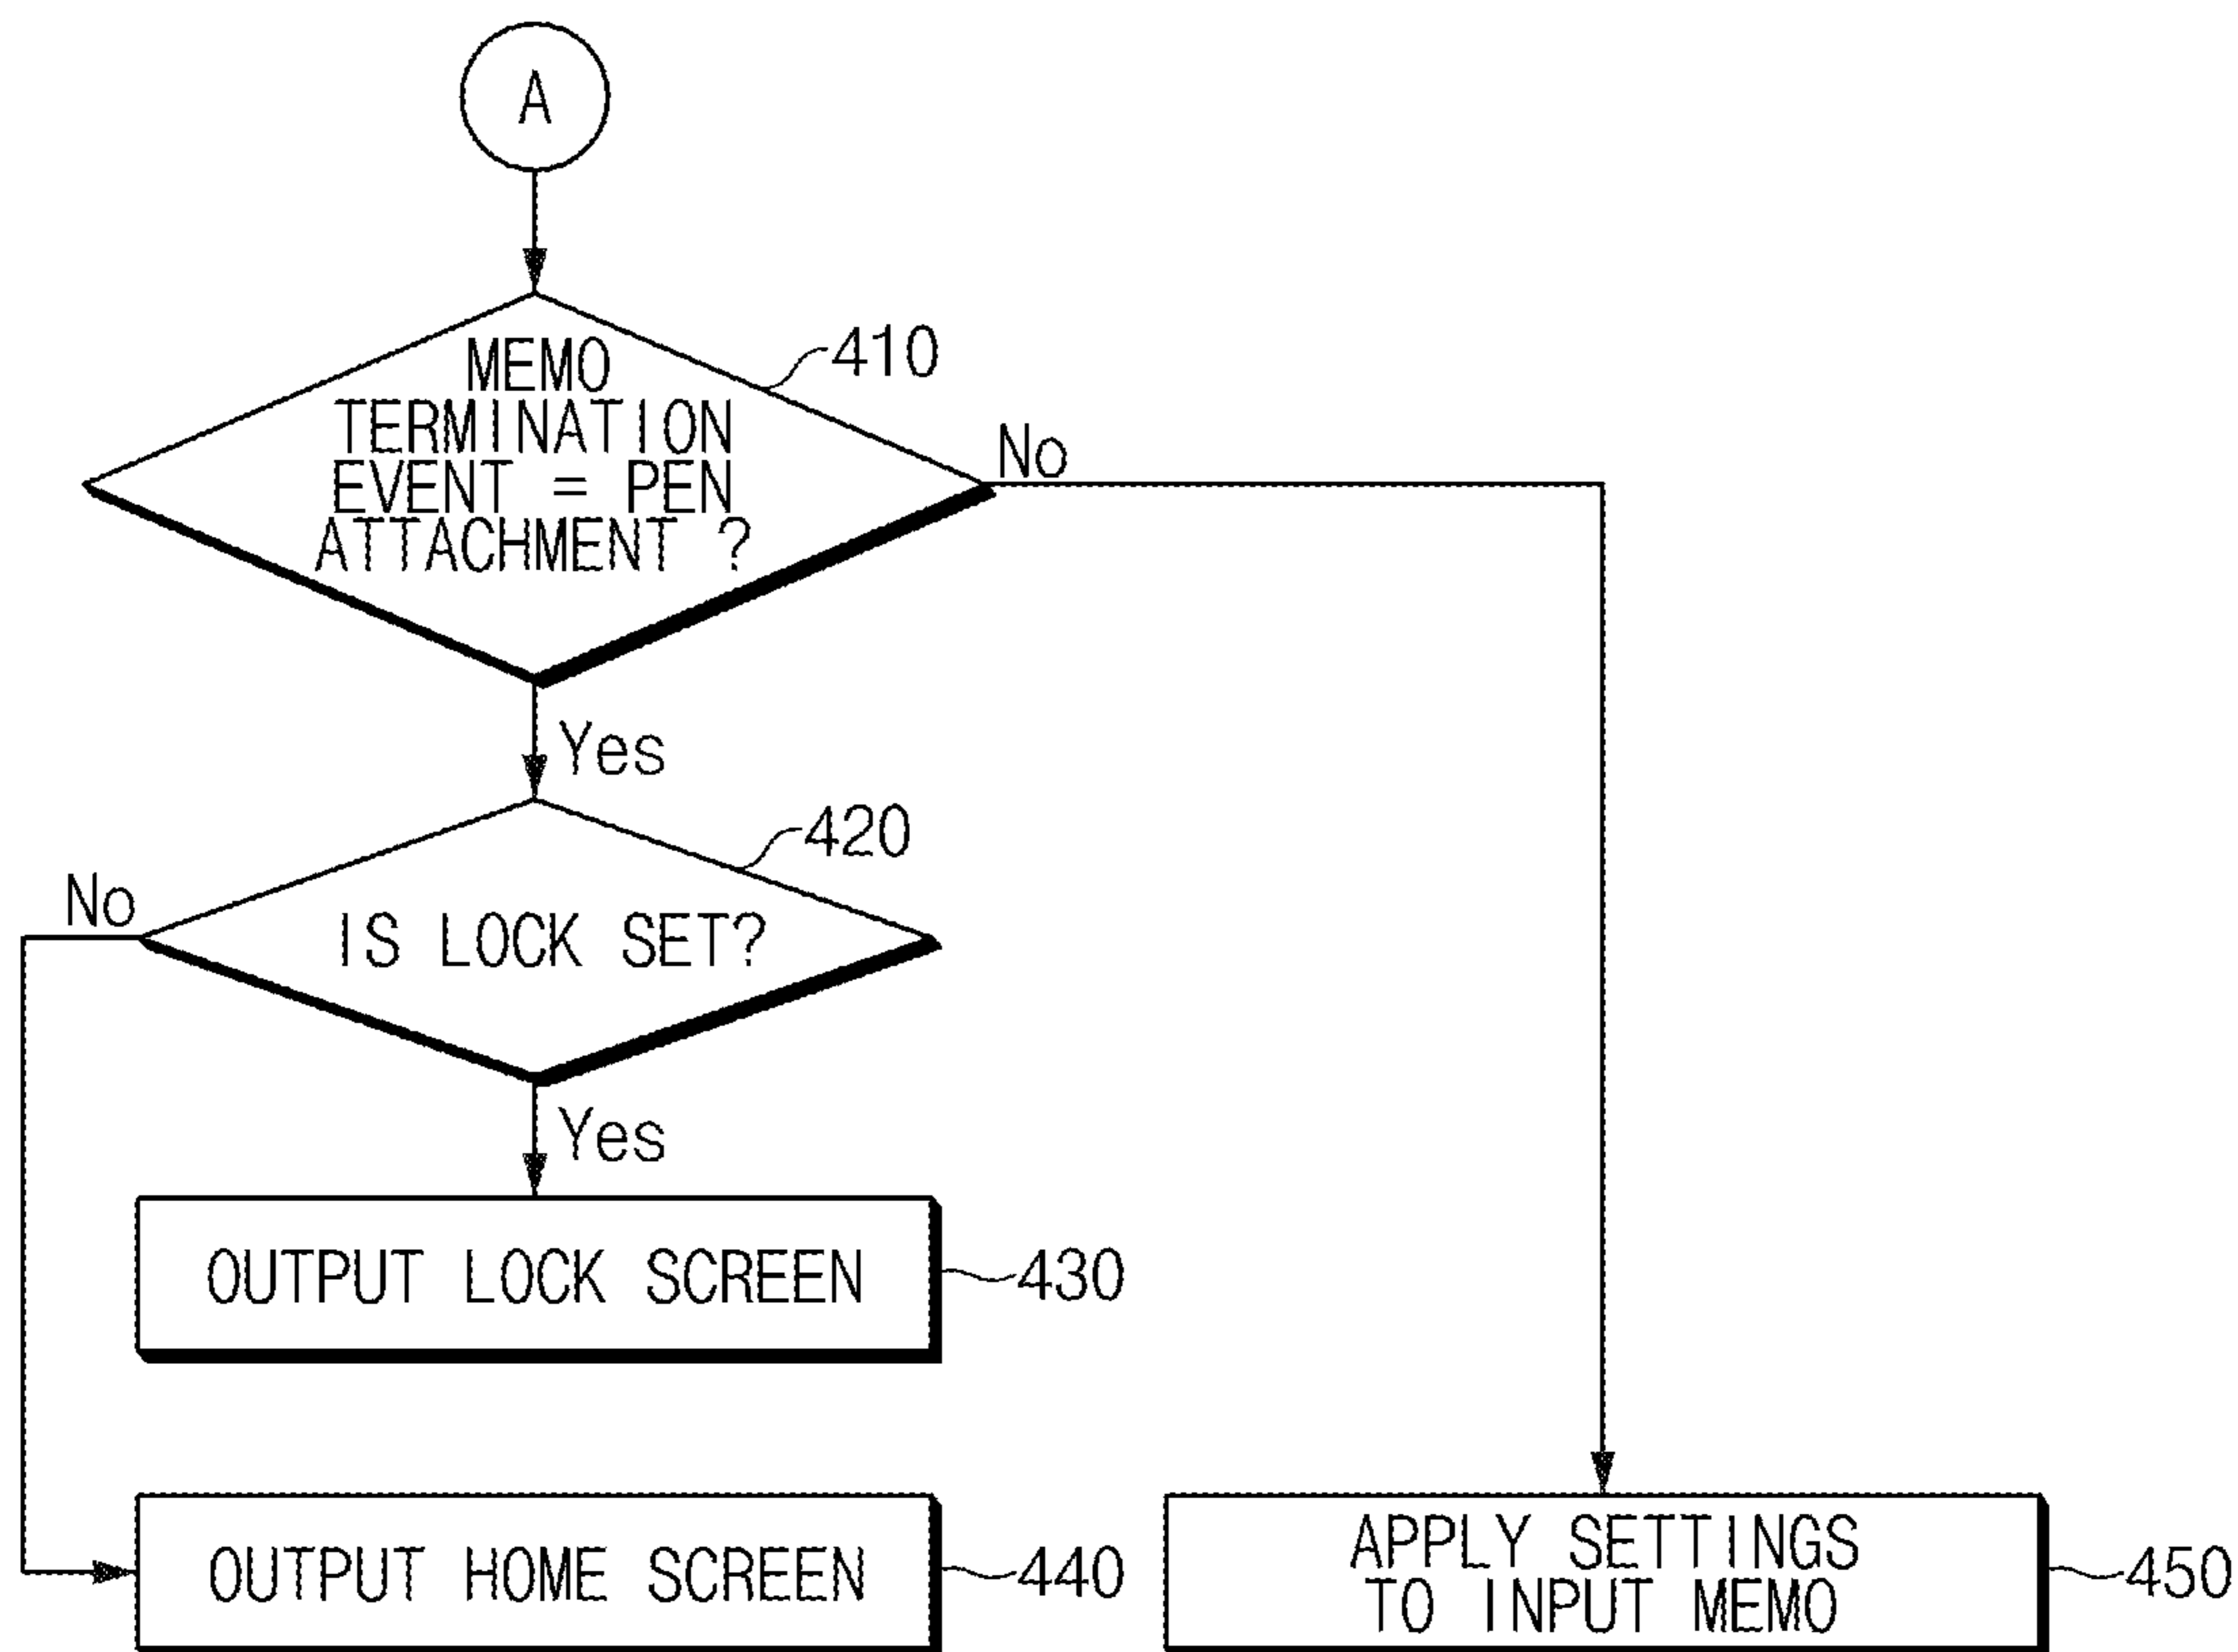 A
MEMO
TERMINATION
EVENT = PEN
ATTACHMENT ?
410
No
Yes
420
No
IS LOCK SET?
Yes
OUTPUT LOCK SCREEN
430
OUTPUT HOME SCREEN
440
APPLY SETTINGS
TO INPUT MEMO
450